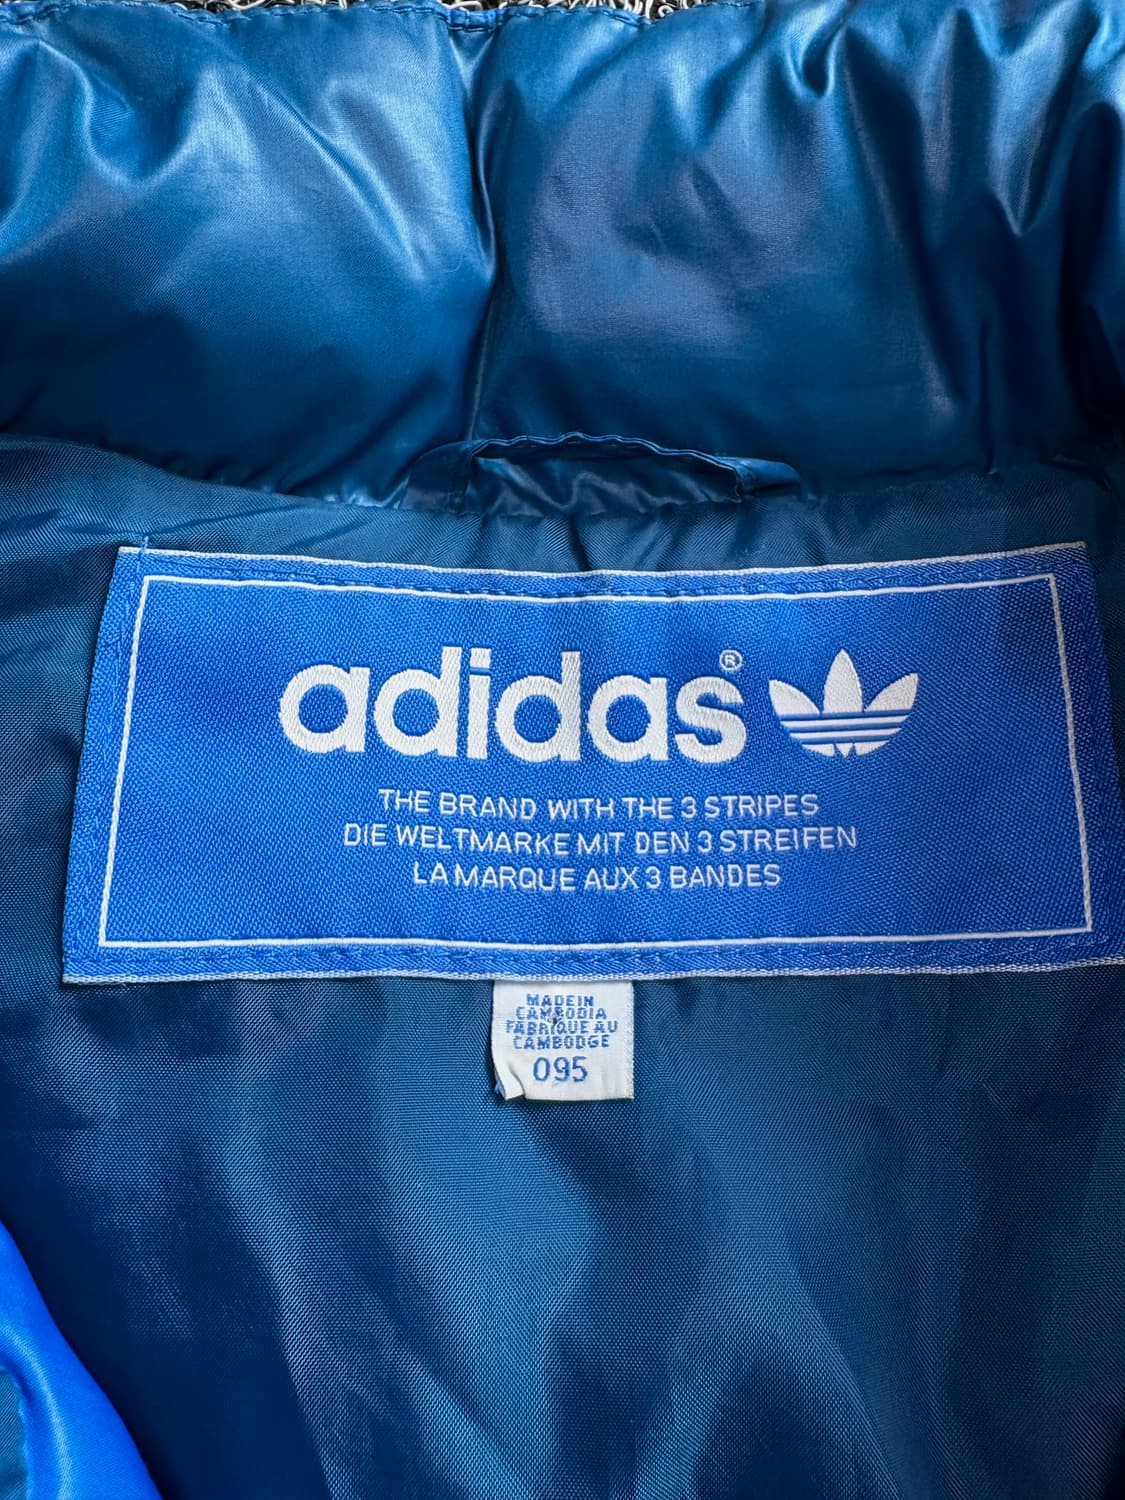 adidas®
THE BRAND WITH THE 3 STRIPES
DIE WELTMARKE MIT DEN 3 STREIFEN
LA MARQUE AUX 3 BANDES
MADE IN
CAMBODIA
FABRIQUE AU
CAMBODGE
095